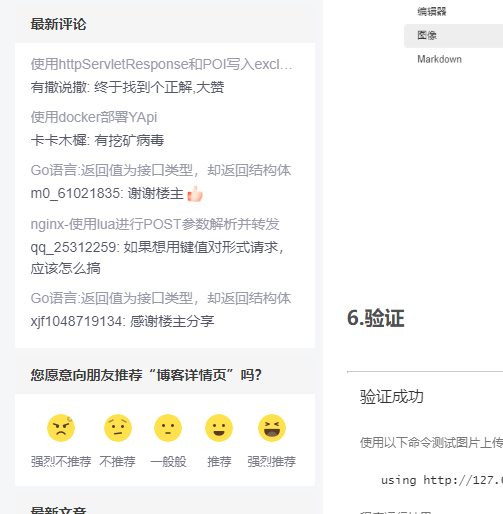 最新评论
使用httpServletResponse和POI写入excl…
有撒说撒: 终于找到个正解,大赞
使用docker部署YApi
卡卡木樨: 有挖矿病毒
Go语言:返回值为接口类型，却返回结构体
m0_61021835: 谢谢楼主
nginx-使用lua进行POST参数解析并转发
qq_25312259: 如果想用键值对形式请求，
应该怎么搞
Go语言:返回值为接口类型，却返回结构体
xjf1048719134: 感谢楼主分享
您愿意向朋友推荐“博客详情页”吗？
强烈不推荐 不推荐 一般般 推荐 强烈推荐
最新文章
编辑器
图像
Markdown
6.验证
验证成功
使用以下命令测试图片上传
using http://127.0